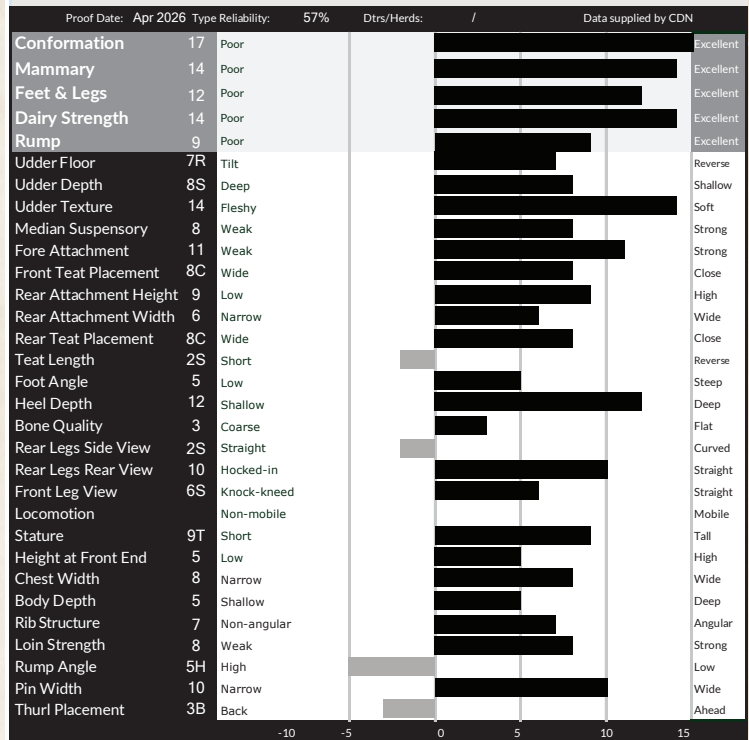 Proof Date: Apr 2026 Type Reliability: 57% Dtrs/Herds: / Data supplied by CDN
Conformation 17 Poor Excellent
Mammary 14 Poor Excellent
Feet & Legs 12 Poor Excellent
Dairy Strength 14 Poor Excellent
Rump 9 Poor Excellent
Udder Floor 7R Tilt Reverse
Udder Depth 8S Deep Shallow
Udder Texture 14 Fleshy Soft
Median Suspensory 8 Weak Strong
Fore Attachment 11 Weak Strong
Front Teat Placement 8C Wide Close
Rear Attachment Height 9 Low High
Rear Attachment Width 6 Narrow Wide
Rear Teat Placement 8C Wide Close
Teat Length 2S Short Reverse
Foot Angle 5 Low Steep
Heel Depth 12 Shallow Deep
Bone Quality 3 Coarse Flat
Rear Legs Side View 2S Straight Curved
Rear Legs Rear View 10 Hocked-in Straight
Front Leg View 6S Knock-kneed Straight
Locomotion Non-mobile Mobile
Stature 9T Short Tall
Height at Front End 5 Low High
Chest Width 8 Narrow Wide
Body Depth 5 Shallow Deep
Rib Structure 7 Non-angular Angular
Loin Strength 8 Weak Strong
Rump Angle 5H High Low
Pin Width 10 Narrow Wide
Thurl Placement 3B Back Ahead
-10 -5 0 5 10 15